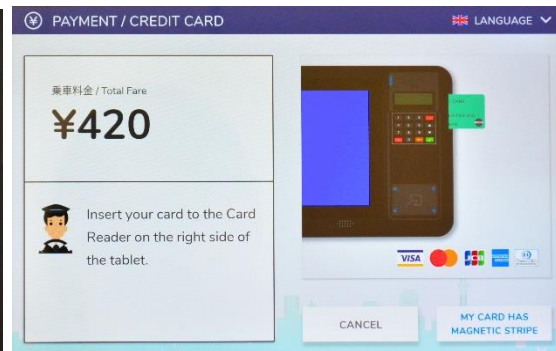 PAYMENT / CREDIT CARD
LANGUAGE
乗車料金 / Total Fare
¥420
Insert your card to the Card
Reader on the right side of
the tablet.
VISA
JCB
CANCEL
MY CARD HAS
MAGNETIC STRIPE